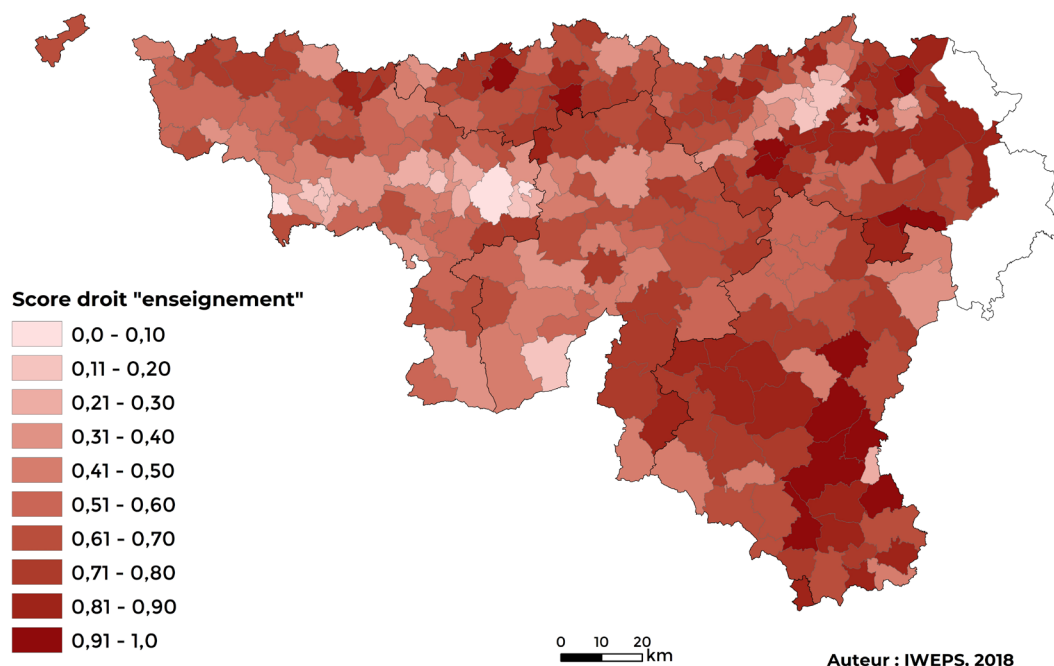 Score droit "enseignement"
0,0 - 0,10
0,11 - 0,20
0,21 - 0,30
0,31 - 0,40
0,41 - 0,50
0,51 - 0,60
0,61 - 0,70
0,71 - 0,80
0,81 - 0,90
0,91 - 1,0
0 10 20
km
Auteur : IWEPS, 2018